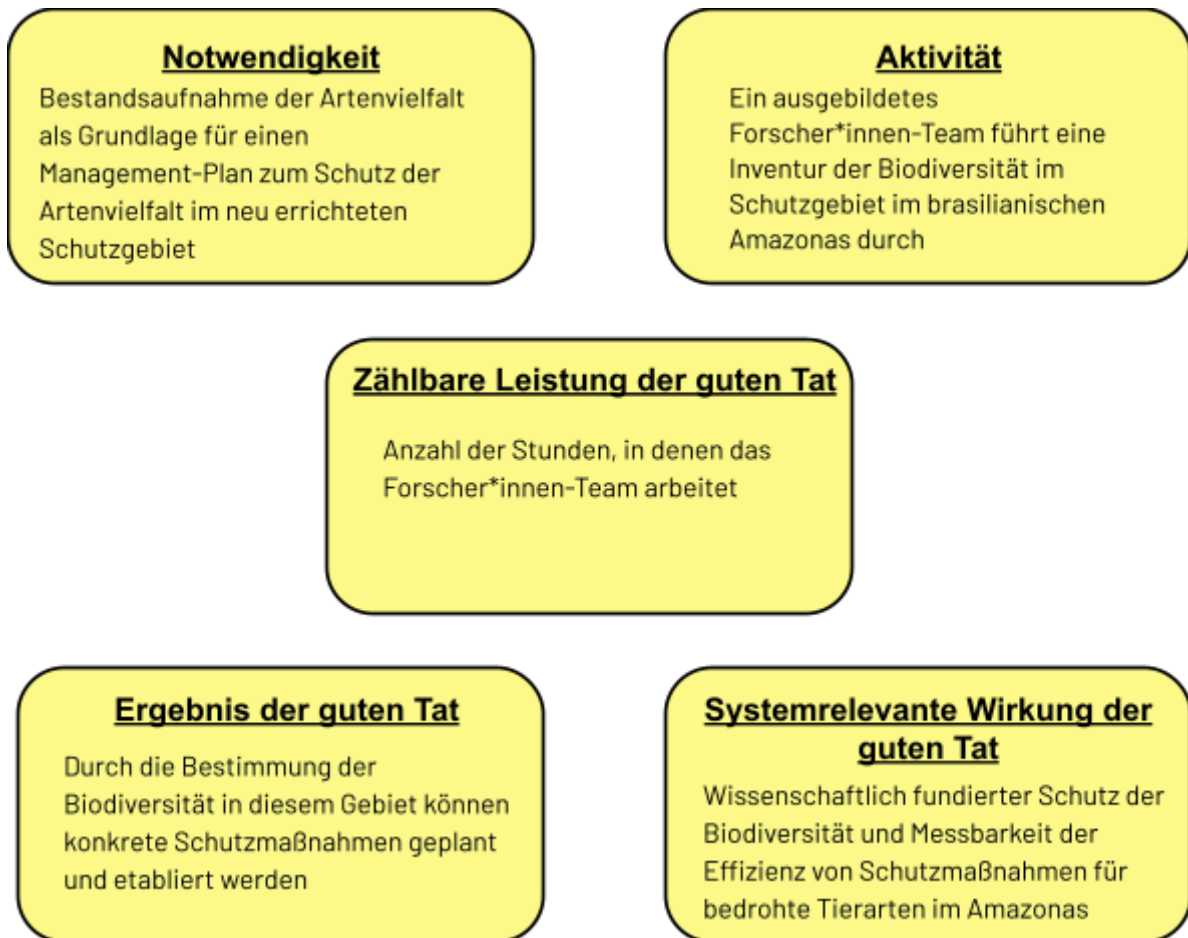 Notwendigkeit
Bestandsaufnahme der Artenvielfalt
als Grundlage für einen
Management-Plan zum Schutz der
Artenvielfalt im neu errichteten
Schutzgebiet
Aktivität
Ein ausgebildetes
Forscher*innen-Team führt eine
Inventur der Biodiversität im
Schutzgebiet im brasilianischen
Amazonas durch
Zählbare Leistung der guten Tat
Anzahl der Stunden, in denen das
Forscher*innen-Team arbeitet
Ergebnis der guten Tat
Durch die Bestimmung der
Biodiversität in diesem Gebiet können
konkrete Schutzmaßnahmen geplant
und etabliert werden
Systemrelevante Wirkung der
guten Tat
Wissenschaftlich fundierter Schutz der
Biodiversität und Messbarkeit der
Effizienz von Schutzmaßnahmen für
bedrohte Tierarten im Amazonas